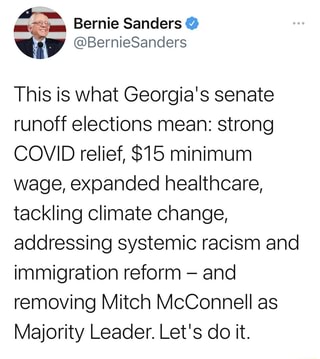 Bernie Sanders
@BernieSanders
This is what Georgia's senate
runoff elections mean: strong
COVID relief, $15 minimum
wage, expanded healthcare,
tackling climate change,
addressing systemic racism and
immigration reform – and
removing Mitch McConnell as
Majority Leader. Let's do it.